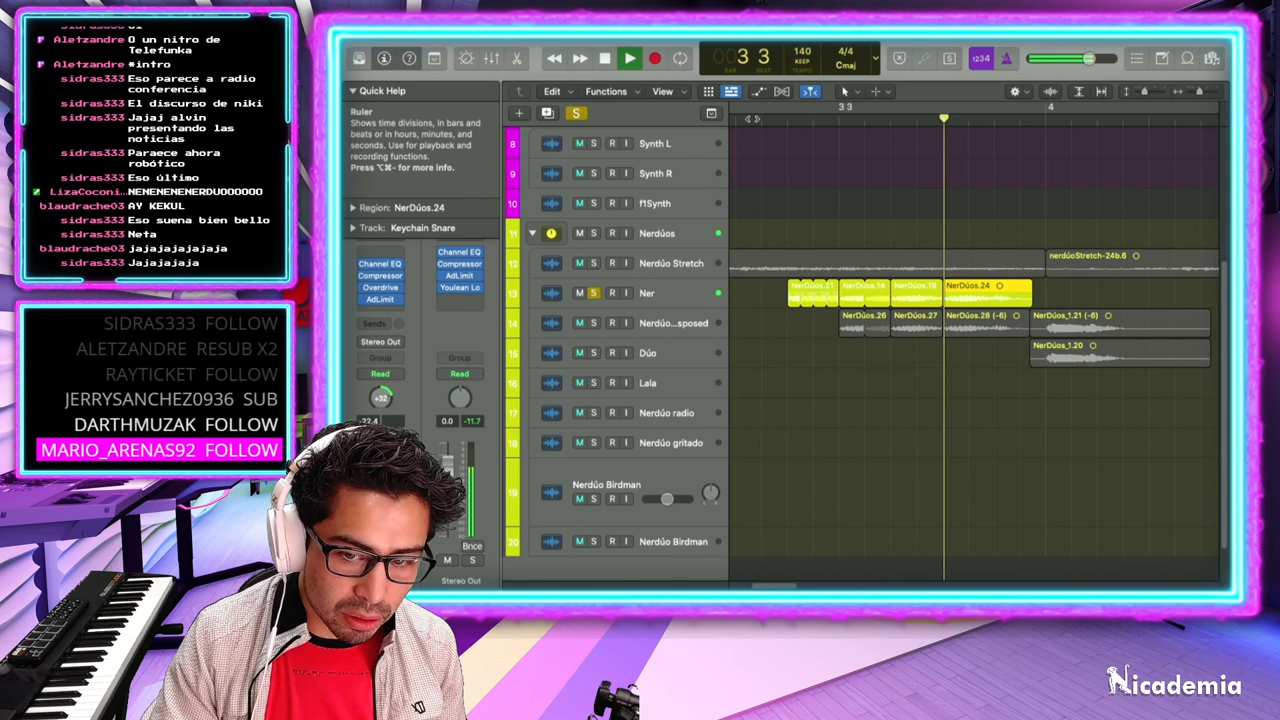 Aletzandre O un nitro de
Telefunka
Aletzandre *intro
sidras333 Eso parece a radio
conferencia
sidras333 El discurso de niki
sidras333 Jajaj alvin
presentando las
noticias
sidras333 Paraece ahora
robótico
sidras333 Eso último
LizaCoconi... NENENENENERDUOOOOOO
blaudrache03 AY KEKUL
sidras333 Eso suena bien bello
sidras333 Neta
blaudrache03 jajajajajajaja
sidras333 Jajajajaja
SIDRAS333 FOLLOW
ALETZANDRE RESUB X2
RAYTICKET FOLLOW
JERRYSANCHEZ0936 SUB
DARTHMUZAK FOLLOW
MARIO_ARENAS92 FOLLOW
3 3
BAR BEAT
140
KEEP
TEMPO
4/4
Cmaj
1234
Quick Help
Ruler
Shows time divisions, in bars and
beats or in hours, minutes, and
seconds. Use for playback and
recording functions.
Press ⌥⌘- for more info.
Region: NerDúos.24
Track: Keychain Snare
Channel EQ
Compressor
Overdrive
AdLimit
Sends
Stereo Out
Group
Read
+32
-22.4
Channel EQ
Compressor
AdLimit
Youlean Lo
Group
Read
0.0 -11.7
Bnce
M S
Stereo Out
Edit Functions View
S
3 3 4
8 M S R I Synth L
9 M S R I Synth R
10 M S R I f1Synth
11 M S R I Nerdúos
12 M S R I Nerdúo Stretch
nerdúoStretch-24b.6
13 M S R I Ner
NerDúos.21 NerDúos.14 NerDúos.19 NerDúos.24
14 M S R I Nerdúo...sposed
NerDúos.26 NerDúos.27 NerDúos.28 (-6) NerDúos_1.21 (-6)
15 M S R I Dúo
NerDúos_1.20
16 M S R I Lala
17 M S R I Nerdúo radio
18 M S R I Nerdúo gritado
19 Nerdúo Birdman
M S R I
20 M S R I Nerdúo Birdman
Nicademia